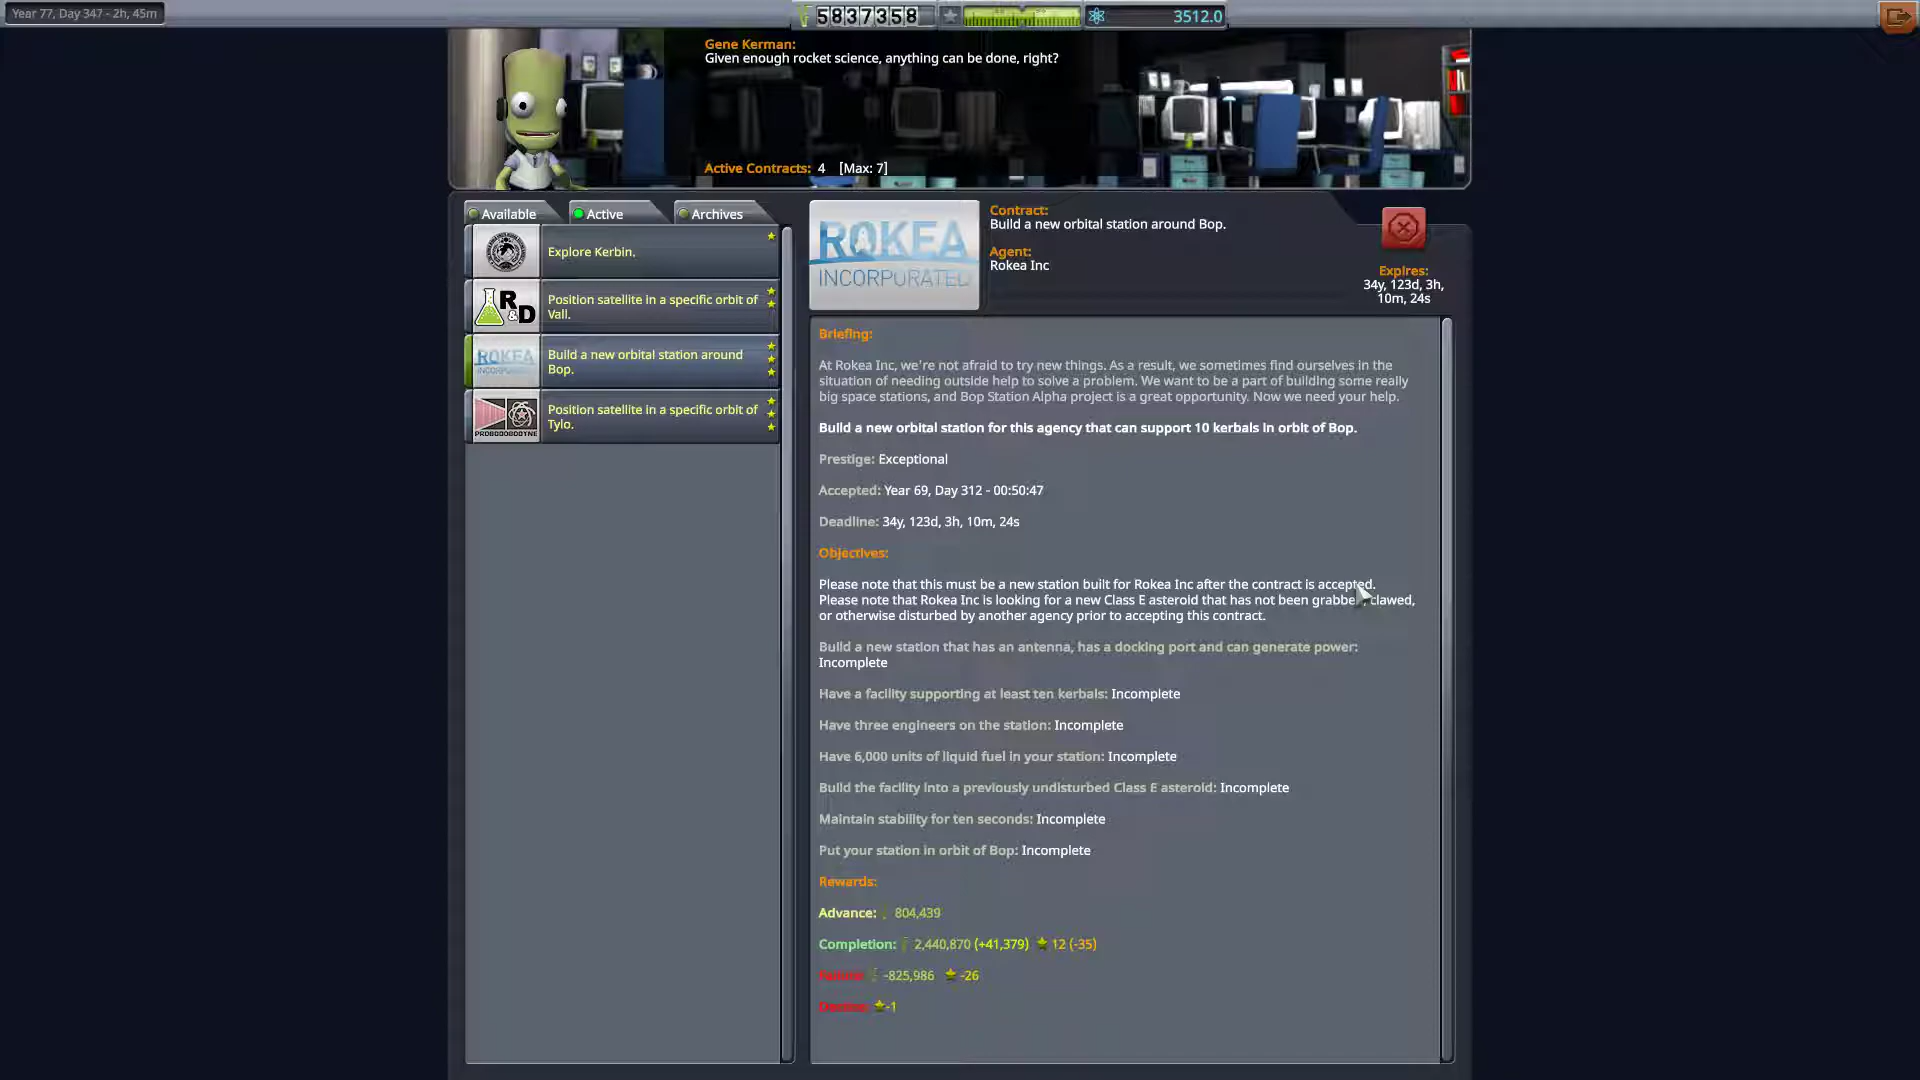 Year 77, Day 347 - 2h, 45m
5837358
3512.0
Gene Kerman:
Given enough rocket science, anything can be done, right?
Active Contracts: 4 [Max: 7]
Available
Active
Archives
Explore Kerbin.
R&D
Position satellite in a specific orbit of
Vall.
ROKEA
INCORPORATED
Build a new orbital station around
Bop.
PROBODOBODYNE
Position satellite in a specific orbit of
Tylo.
ROKEA
INCORPORATED
Contract:
Build a new orbital station around Bop.
Agent:
Rokea Inc
Expires:
34y, 123d, 3h,
10m, 24s
Briefing:
At Rokea Inc, we're not afraid to try new things. As a result, we sometimes find ourselves in the
situation of needing outside help to solve a problem. We want to be a part of building some really
big space stations, and Bop Station Alpha project is a great opportunity. Now we need your help.
Build a new orbital station for this agency that can support 10 kerbals in orbit of Bop.
Prestige: Exceptional
Accepted: Year 69, Day 312 - 00:50:47
Deadline: 34y, 123d, 3h, 10m, 24s
Objectives:
Please note that this must be a new station built for Rokea Inc after the contract is accepted.
Please note that Rokea Inc is looking for a new Class E asteroid that has not been grabbed, clawed,
or otherwise disturbed by another agency prior to accepting this contract.
Build a new station that has an antenna, has a docking port and can generate power:
Incomplete
Have a facility supporting at least ten kerbals: Incomplete
Have three engineers on the station: Incomplete
Have 6,000 units of liquid fuel in your station: Incomplete
Build the facility into a previously undisturbed Class E asteroid: Incomplete
Maintain stability for ten seconds: Incomplete
Put your station in orbit of Bop: Incomplete
Rewards:
Advance: 804,439
Completion: 2,440,870 (+41,379) 12 (-35)
Failure: -825,986 -26
Decline: -1